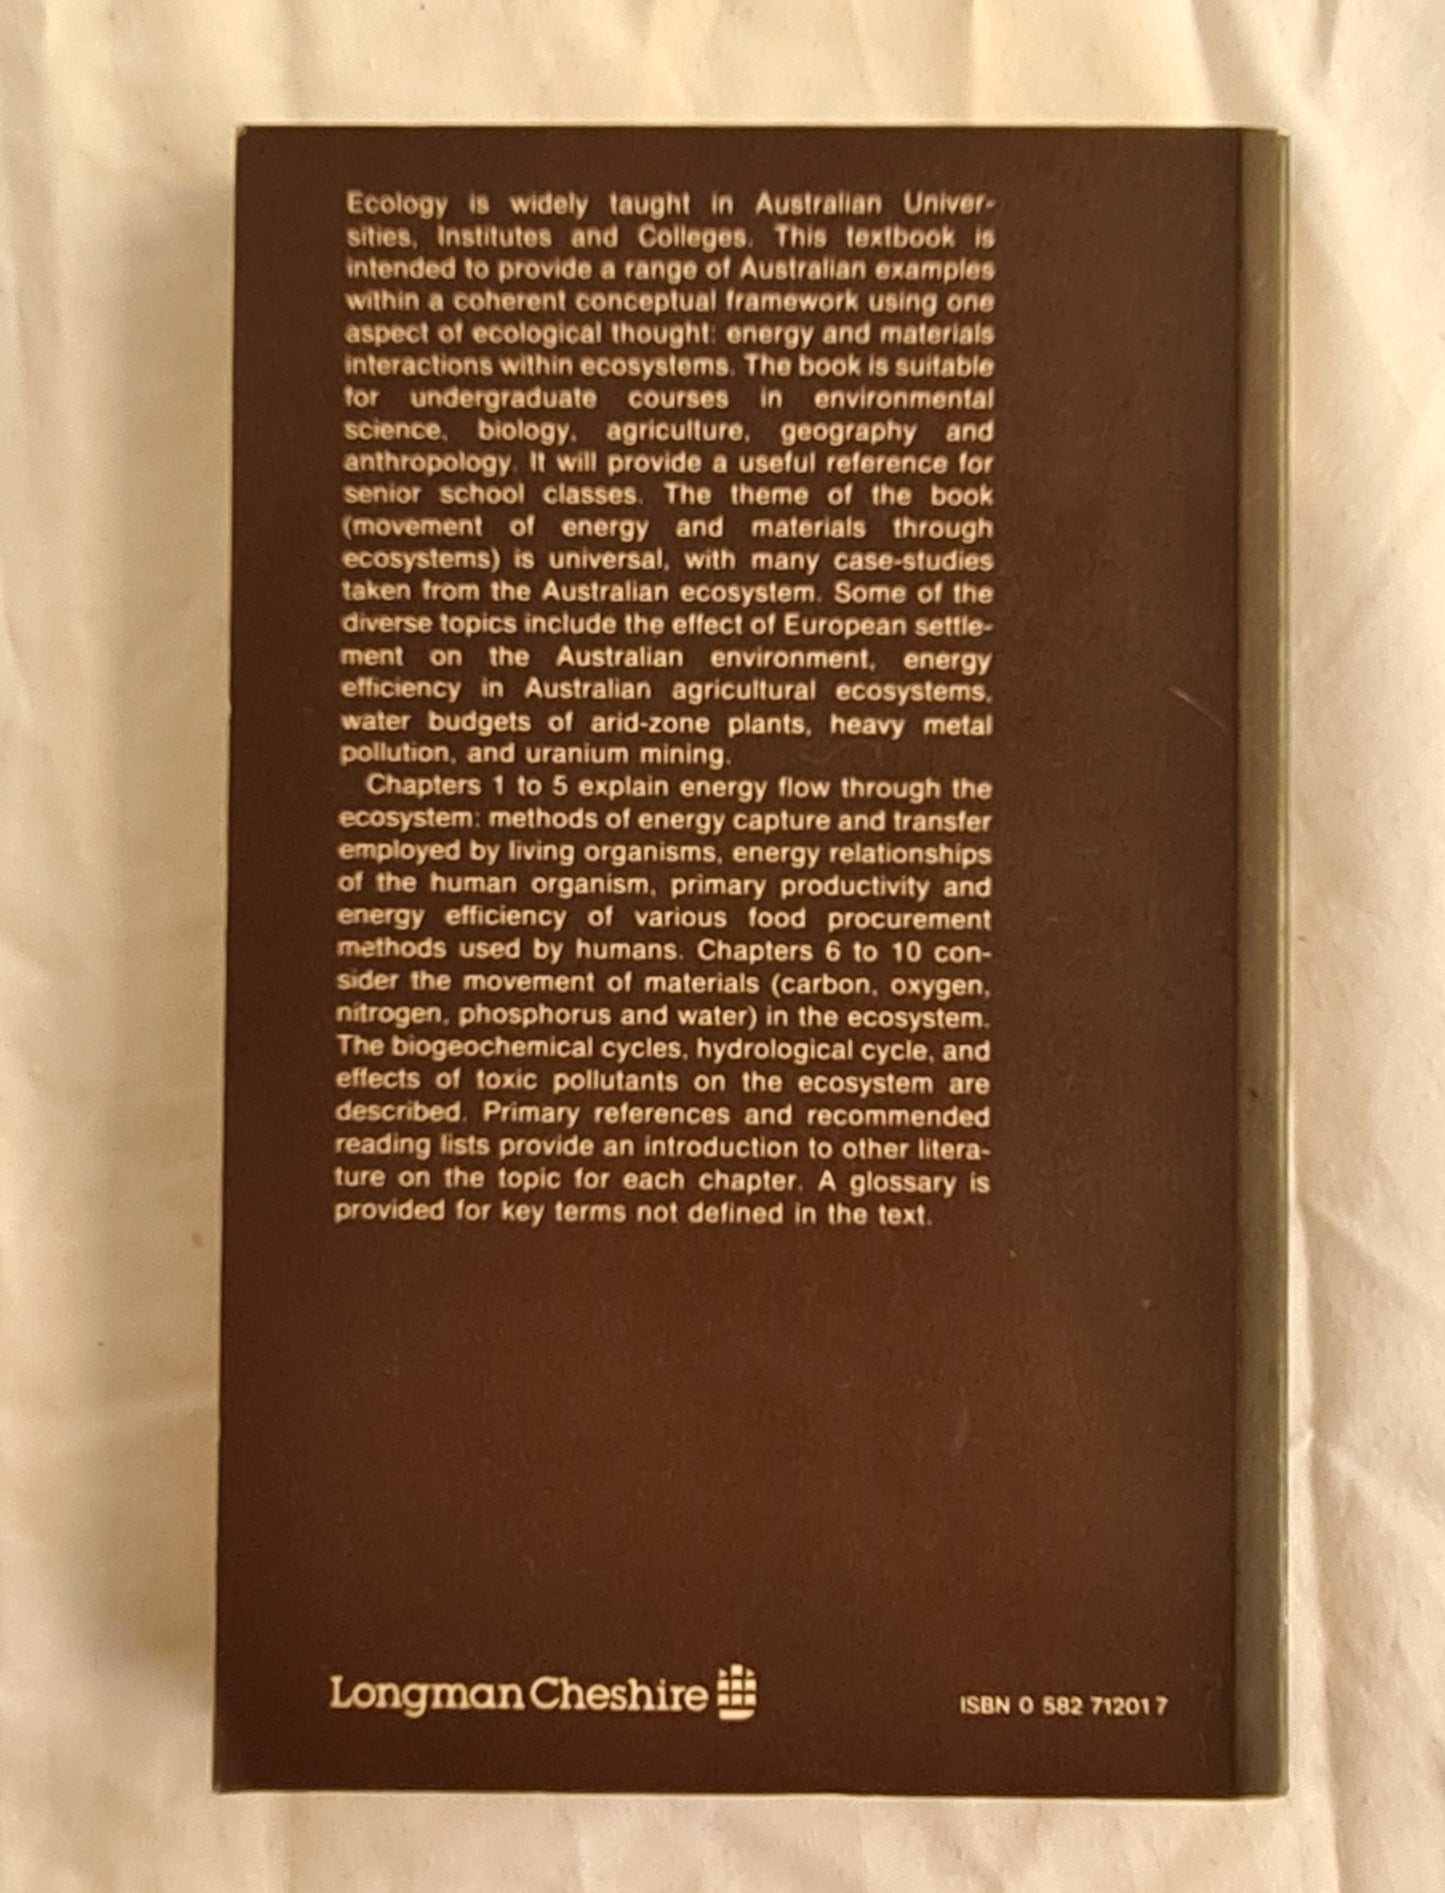 Ecology is widely taught in Australian Univer-
sities, Institutes and Colleges. This textbook is
intended to provide a range of Australian examples
within a coherent conceptual framework using one
aspect of ecological thought: energy and materials
interactions within ecosystems. The book is suitable
for undergraduate courses in environmental
science, biology, agriculture, geography and
anthropology. It will provide a useful reference for
senior school classes. The theme of the book
(movement of energy and materials through
ecosystems) is universal, with many case-studies
taken from the Australian ecosystem. Some of the
diverse topics include the effect of European settle-
ment on the Australian environment, energy
efficiency in Australian agricultural ecosystems,
water budgets of arid-zone plants, heavy metal
pollution, and uranium mining.
Chapters 1 to 5 explain energy flow through the
ecosystem: methods of energy capture and transfer
employed by living organisms, energy relationships
of the human organism, primary productivity and
energy efficiency of various food procurement
methods used by humans. Chapters 6 to 10 con-
sider the movement of materials (carbon, oxygen,
nitrogen, phosphorus and water) in the ecosystem.
The biogeochemical cycles, hydrological cycle, and
effects of toxic pollutants on the ecosystem are
described. Primary references and recommended
reading lists provide an introduction to other litera-
ture on the topic for each chapter. A glossary is
provided for key terms not defined in the text.
Longman Cheshire
ISBN 0 582 71201 7